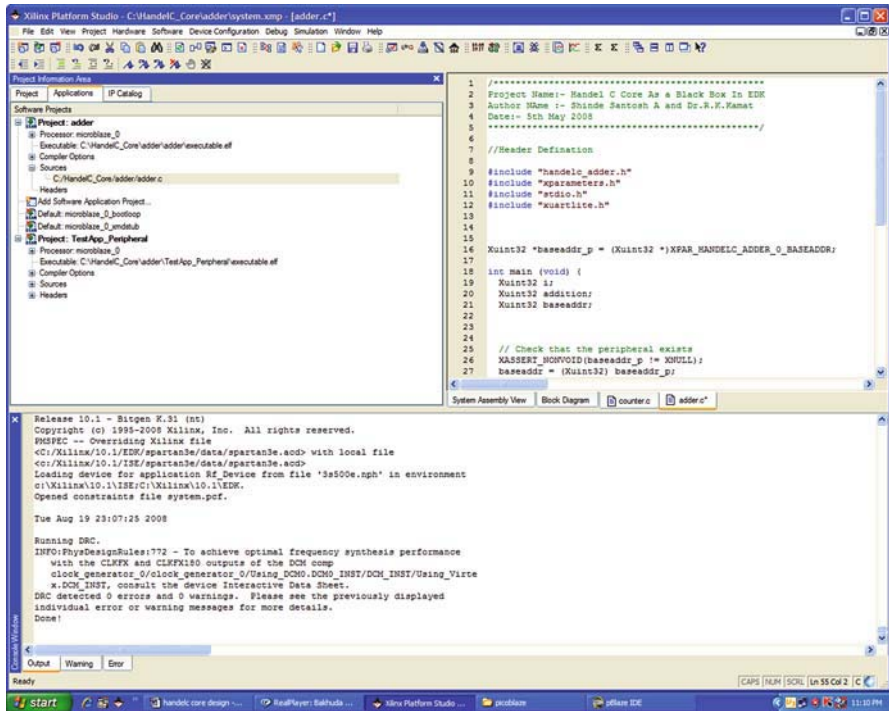 Xilinx Platform Studio - C:\HandelC_Core\adder\system.xmp - [adder.c*]
File Edit View Project Hardware Software Device Configuration Debug Simulation Window Help
Project Information Area
Project Applications IP Catalog
Software Projects
Project: adder
Processor: microblaze_0
Executable: C:\HandelC_Core\adder\adder\executable.elf
Compiler Options
Sources
C:/HandelC_Core/adder/adder.c
Headers
Add Software Application Project...
Default: microblaze_0_bootloop
Default: microblaze_0_xmdstub
Project: TestApp_Peripheral
Processor: microblaze_0
Executable: C:\HandelC_Core\adder\TestApp_Peripheral\executable.elf
Compiler Options
Sources
Headers
1 /**************************************************
2 Project Name:- Handel C Core As a Black Box In EDK
3 Author NAme :- Shinde Santosh A and Dr.R.K.Kamat
4 Date:- 5th May 2008
5 **************************************************/
6
7 //Header Defination
8
9 #include "handelc_adder.h"
10 #include "xparameters.h"
11 #include "stdio.h"
12 #include "xuartlite.h"
13
14
15
16 Xuint32 *baseaddr_p = (Xuint32 *)XPAR_HANDELC_ADDER_0_BASEADDR;
17
18 int main (void) {
19 Xuint32 i;
20 Xuint32 addition;
21 Xuint32 baseaddr;
22
23
24
25 // Check that the peripheral exists
26 XASSERT_NONVOID(baseaddr_p != XNULL);
27 baseaddr = (Xuint32) baseaddr_p;
System Assembly View Block Diagram counter.c adder.c*
Release 10.1 - Bitgen K.31 (nt)
Copyright (c) 1995-2008 Xilinx, Inc. All rights reserved.
PMSPEC -- Overriding Xilinx file
<C:/Xilinx/10.1/EDK/spartan3e/data/spartan3e.acd> with local file
<c:/Xilinx/10.1/ISE/spartan3e/data/spartan3e.acd>
Loading device for application Rf_Device from file '3s500e.nph' in environment
c:\Xilinx\10.1\ISE;C:\Xilinx\10.1\EDK.
Opened constraints file system.pcf.
Tue Aug 19 23:07:25 2008
Running DRC.
INFO:PhysDesignRules:772 - To achieve optimal frequency synthesis performance
with the CLKFX and CLKFX180 outputs of the DCM comp
clock_generator_0/clock_generator_0/Using_DCM0.DCM0_INST/DCM_INST/Using_Virte
x.DCM_INST, consult the device Interactive Data Sheet.
DRC detected 0 errors and 0 warnings. Please see the previously displayed
individual error or warning messages for more details.
Done!
Console Window
Output Warning Error
Ready CAPS NUM SCRL Ln 55 Col 2 C
start handelc core design -... RealPlayer: Bakhuda ... Xilinx Platform Studio ... picoblaze pBlaze IDE 11:10 PM